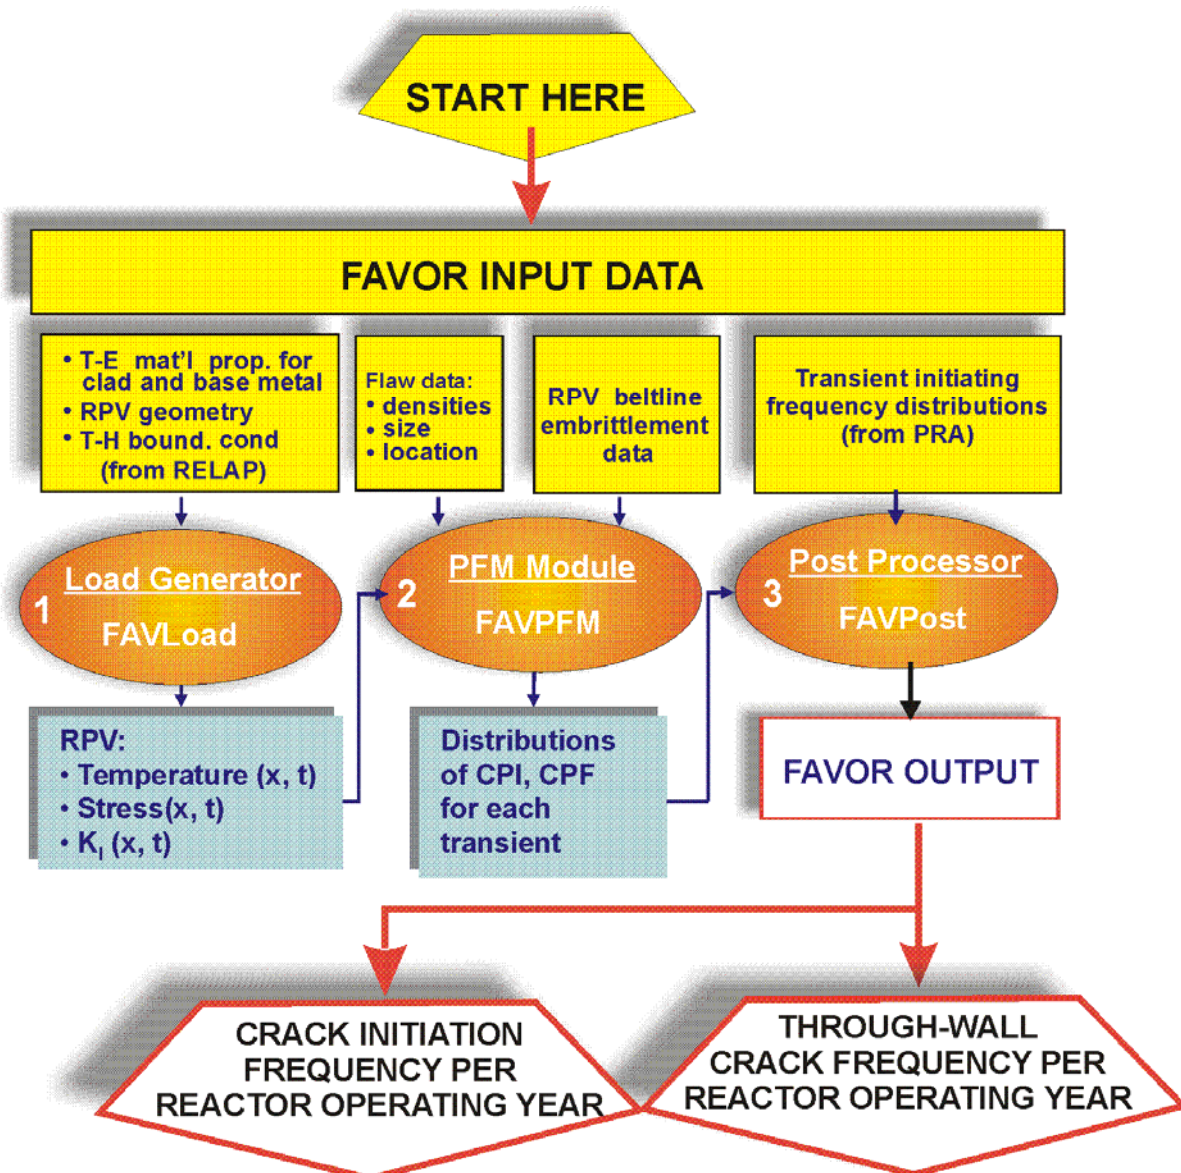 START HERE
FAVOR INPUT DATA
• T-E mat'l prop. for
clad and base metal
• RPV geometry
• T-H bound. cond
(from RELAP)
Flaw data:
• densities
• size
• location
RPV beltline
embrittlement
data
Transient initiating
frequency distributions
(from PRA)
1
Load Generator
FAVLoad
2
PFM Module
FAVPFM
3
Post Processor
FAVPost
RPV:
• Temperature (x, t)
• Stress(x, t)
• K_I (x, t)
Distributions
of CPI, CPF
for each
transient
FAVOR OUTPUT
CRACK INITIATION
FREQUENCY PER
REACTOR OPERATING YEAR
THROUGH-WALL
CRACK FREQUENCY PER
REACTOR OPERATING YEAR